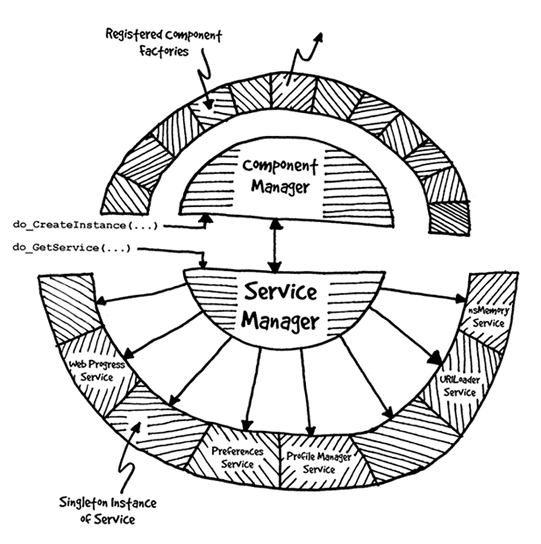 Registered Component
Factories
Component
Manager
do_CreateInstance(...)
do_GetService(...)
Service
Manager
nsMemory
Service
Web Progress
Service
URILoader
Service
Preferences
Service
Profile Manager
Service
Singleton Instance
of Service